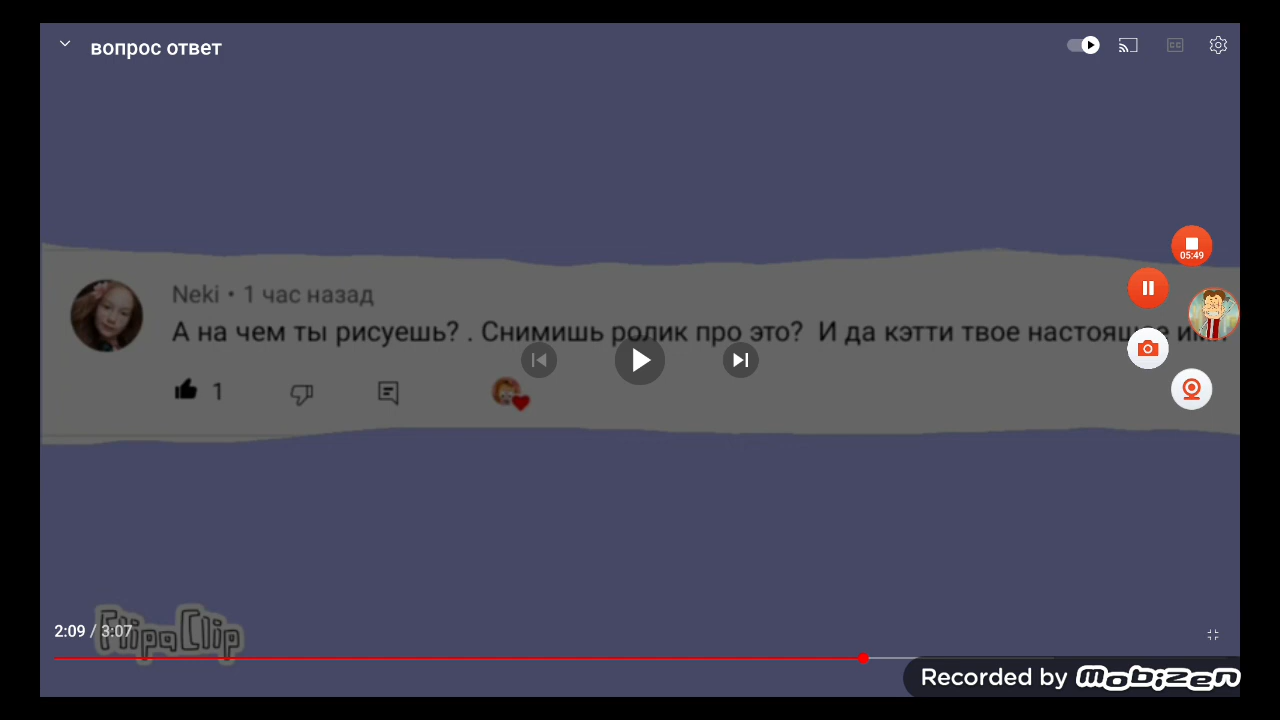 вопрос ответ
05:49
Neki • 1 час назад
А на чем ты рисуешь? . Снимишь ролик про это? И да кэтти твое
1
FlipaClip
2:09 / 3:07
Recorded by Mobizen